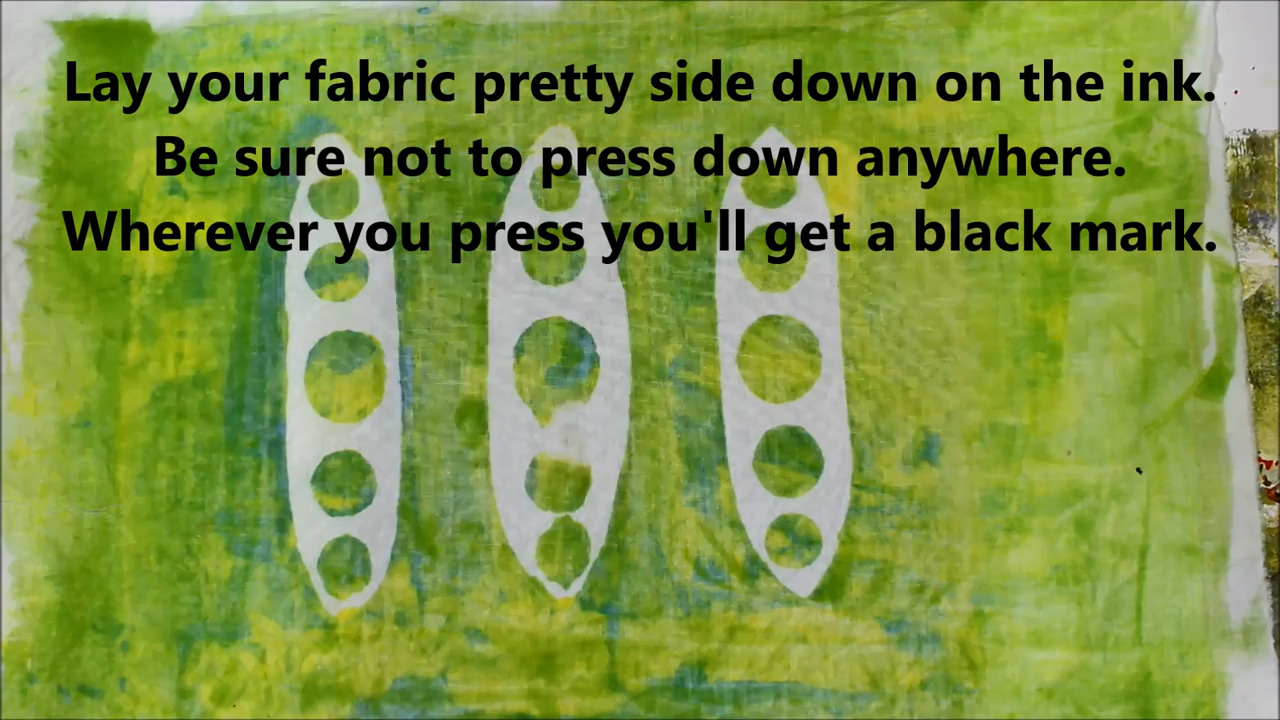 Lay your fabric pretty side down on the ink.
Be sure not to press down anywhere.
Wherever you press you'll get a black mark.